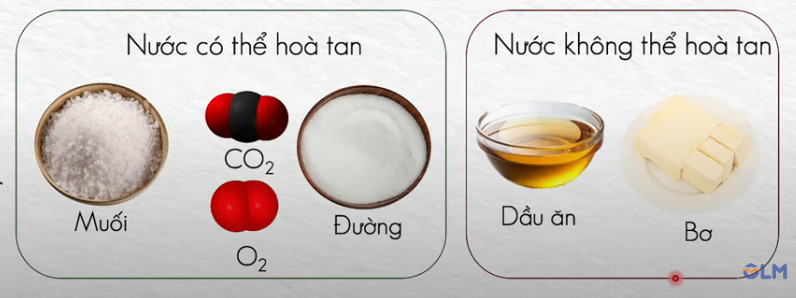 Nước có thể hoà tan
Muối
CO₂
O₂
Đường
Nước không thể hoà tan
Dầu ăn
Bơ
OLM